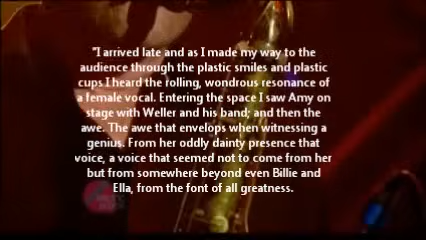 "I arrived late and as I made my way to the
audience through the plastic smiles and plastic
cups I heard the rolling, wondrous resonance of
a female vocal. Entering the space I saw Amy on
stage with Weller and his band; and then the
awe. The awe that envelops when witnessing a
genius. From her oddly dainty presence that
voice, a voice that seemed not to come from her
but from somewhere beyond even Billie and
Ella, from the font of all greatness.